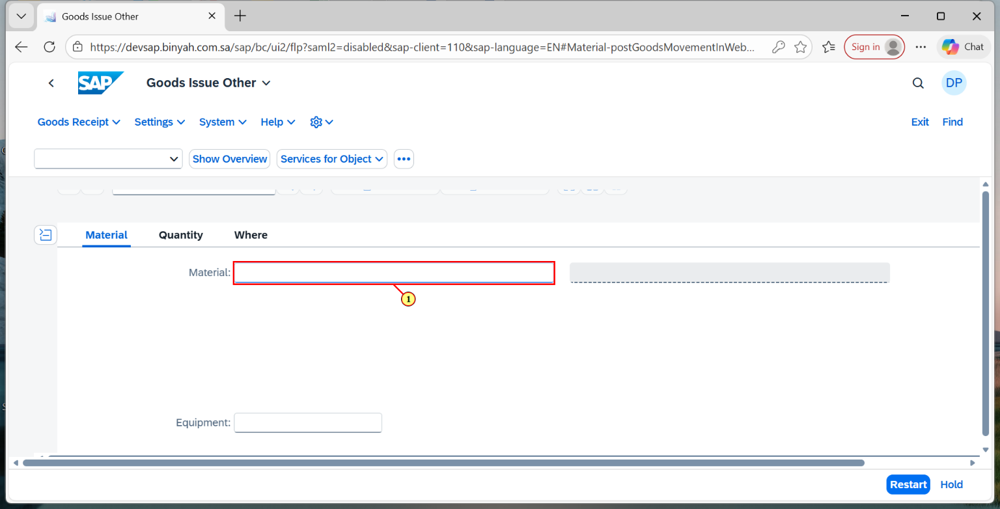 Goods Issue Other
https://devsap.binyah.com.sa/sap/bc/ui2/flp?saml2=disabled&sap-client=110&sap-language=EN#Material-postGoodsMovementInWeb...
Sign in
Chat
SAP
Goods Issue Other
DP
Goods Receipt
Settings
System
Help
Exit
Find
Show Overview
Services for Object
Material
Quantity
Where
Material:
1
Equipment:
Restart
Hold